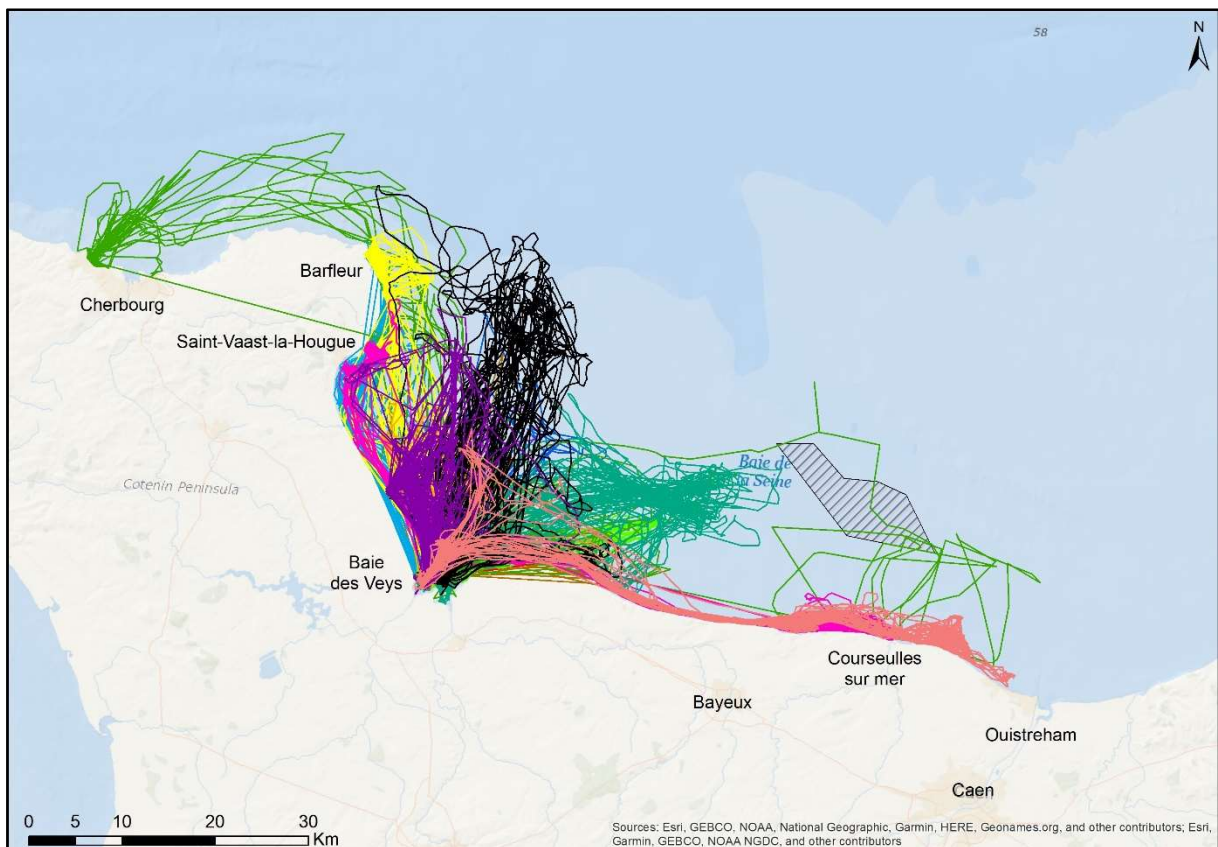 58
N
Barfleur
Cherbourg
Saint-Vaast-la-Hougue
Baie de
la Seine
Cotenin Peninsula
Baie
des Veys
Courseulles
sur mer
Bayeux
Ouistreham
Caen
0 5 10 20 30
Km
Sources: Esri, GEBCO, NOAA, National Geographic, Garmin, HERE, Geonames.org, and other contributors; Esri,
Garmin, GEBCO, NOAA NGDC, and other contributors